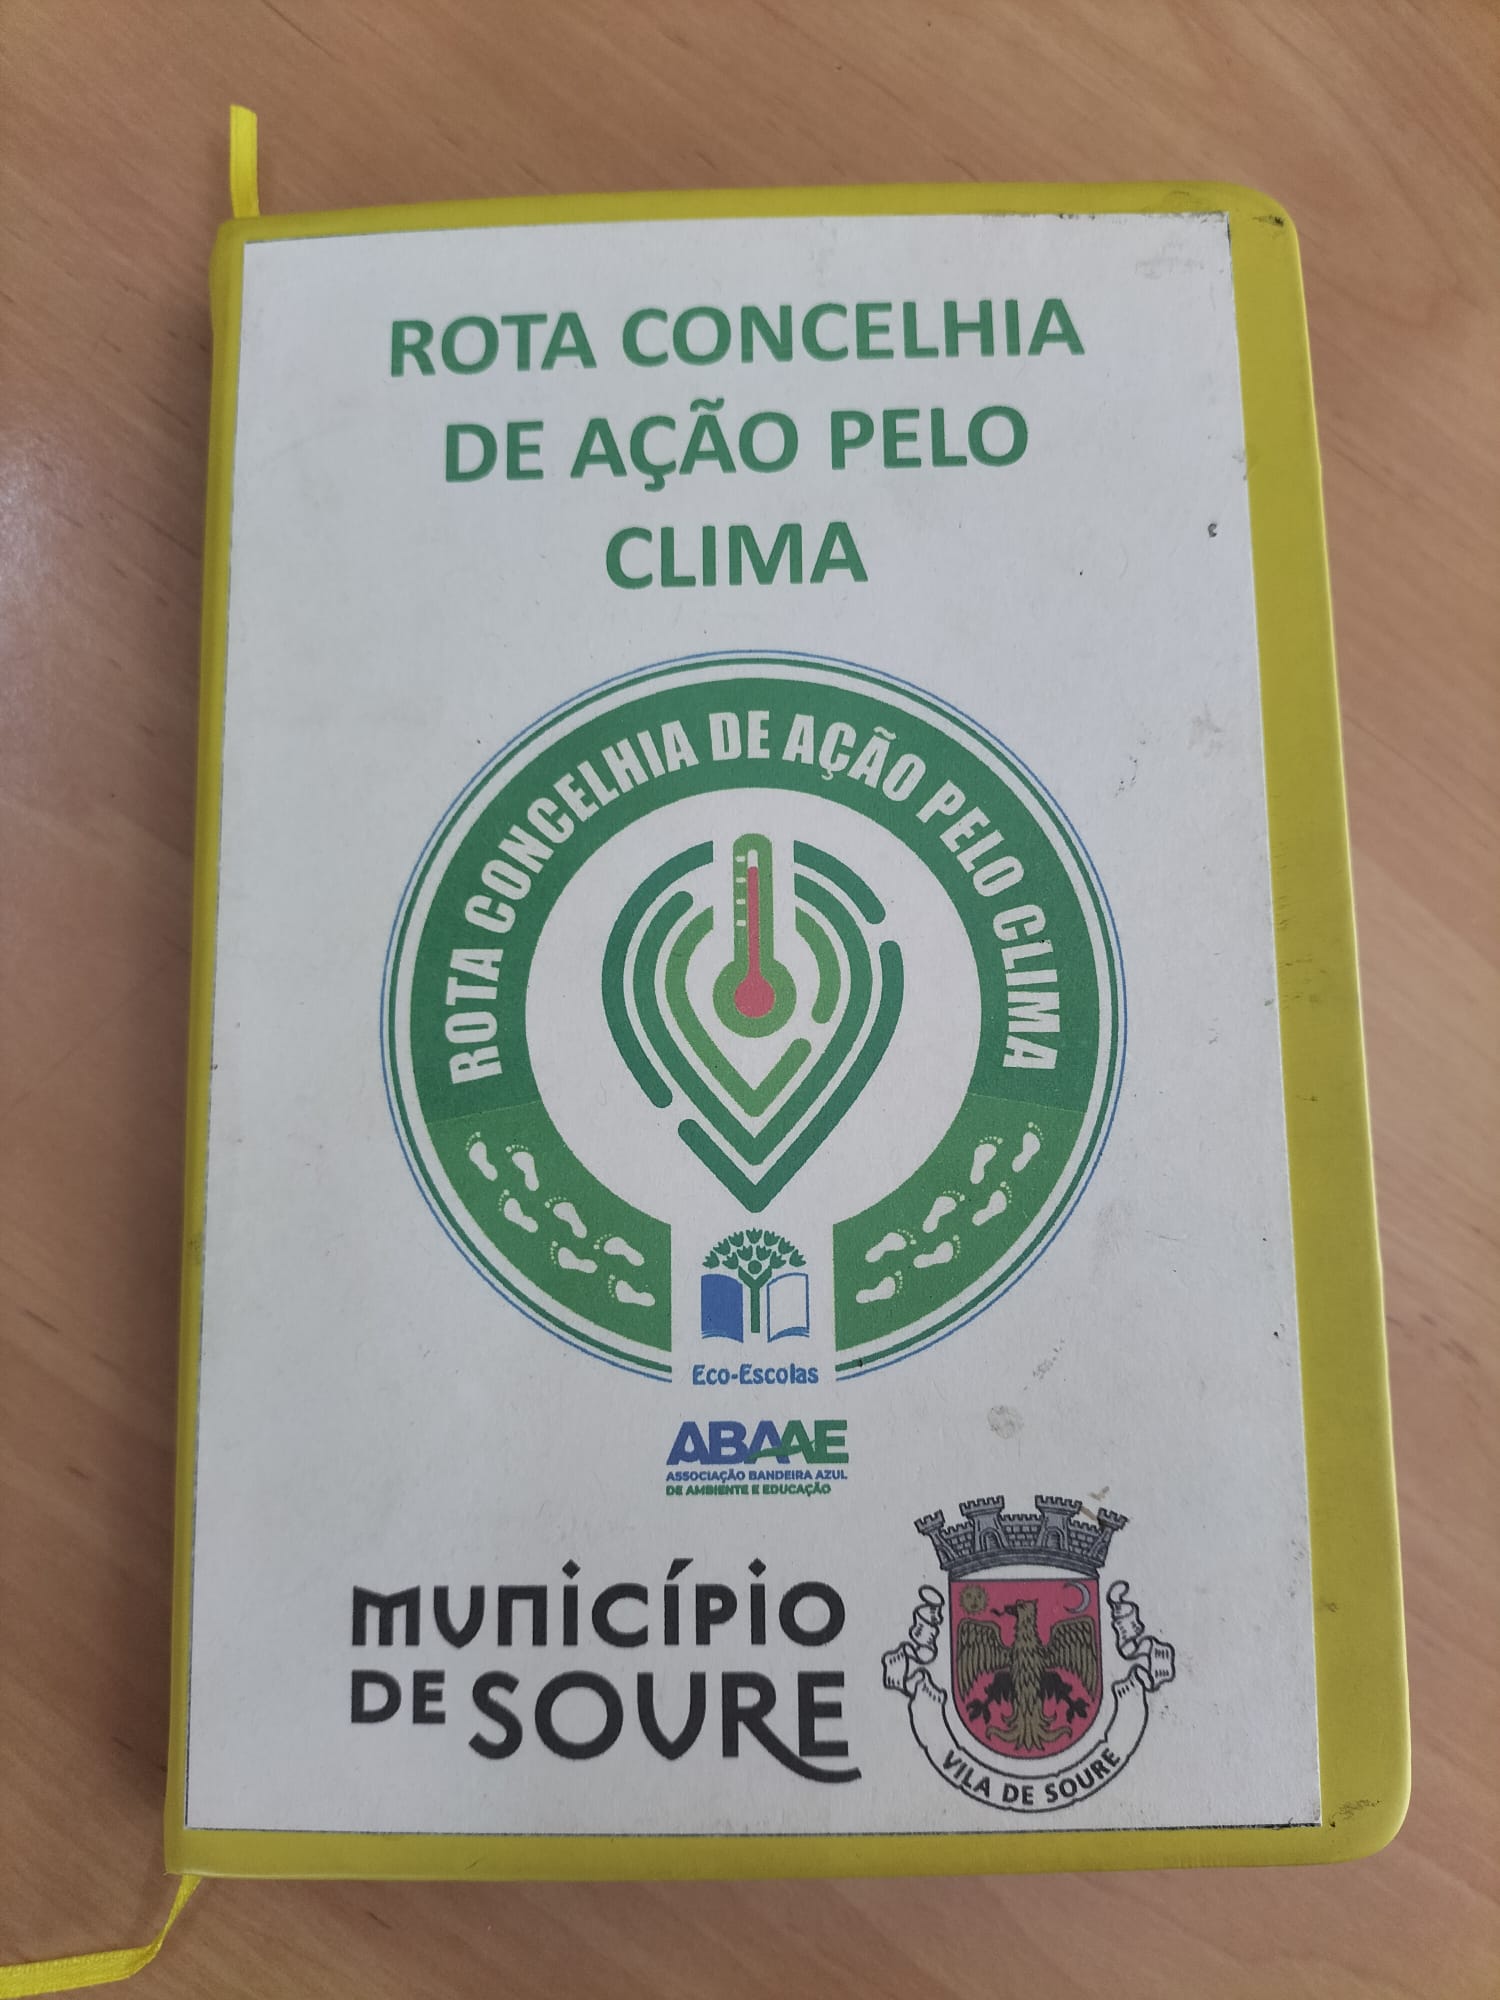 ROTA CONCELHIA
DE AÇÃO PELO
CLIMA
ROTA CONCELHIA DE AÇÃO PELO CLIMA
Eco-Escolas
ABAAE
ASSOCIAÇÃO BANDEIRA AZUL
DE AMBIENTE E EDUCAÇÃO
MUNICÍPIO
DE SOURE
VILA DE SOURE